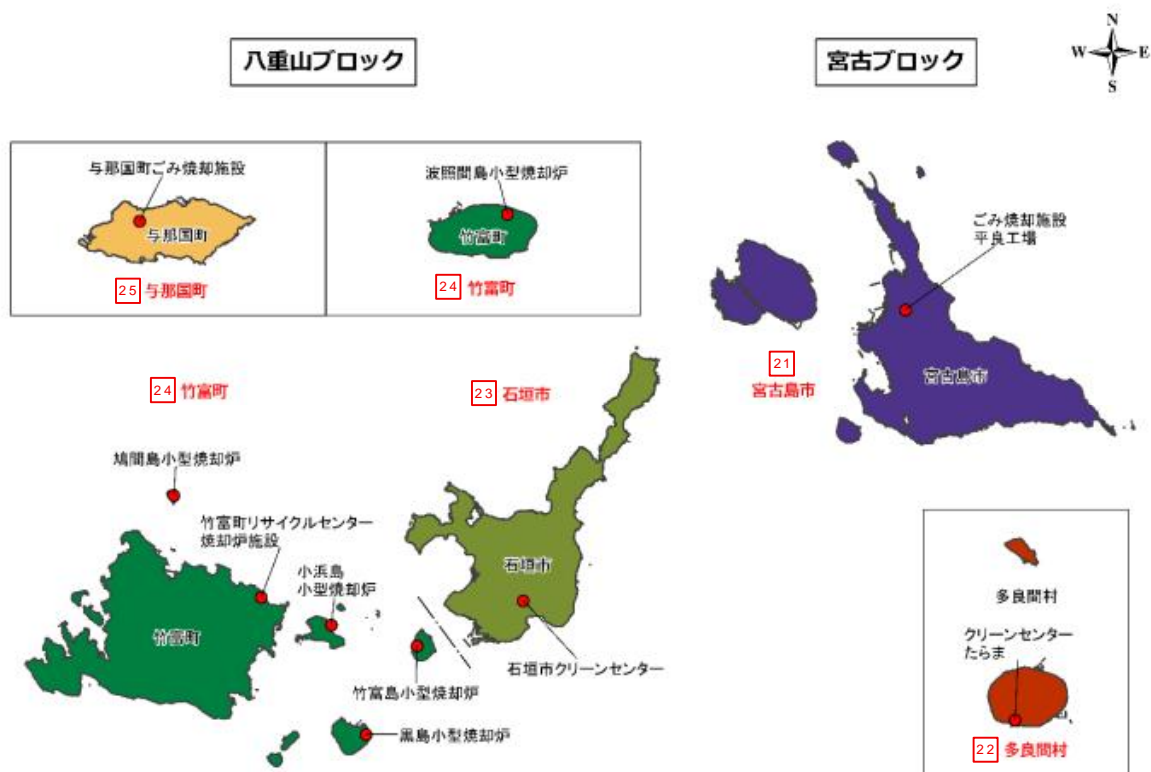 八重山ブロック
宮古ブロック
N
W
E
S
与那国町ごみ焼却施設
与那国町
25 与那国町
波照間島小型焼却炉
竹富町
24 竹富町
ごみ焼却施設
平良工場
宮古島市
21
宮古島市
24 竹富町
23 石垣市
鳩間島小型焼却炉
竹富町リサイクルセンター
焼却炉施設
小浜島
小型焼却炉
竹富町
石垣市
石垣市クリーンセンター
竹富島小型焼却炉
黒島小型焼却炉
多良間村
クリーンセンター
たらま
22 多良間村